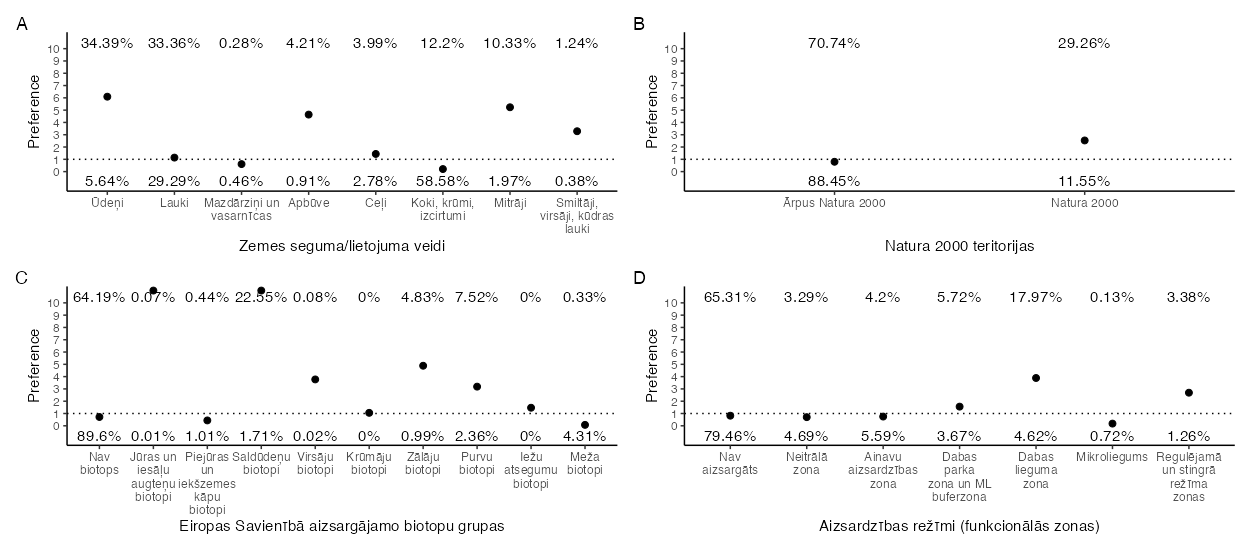 A
34.39% 33.36% 0.28% 4.21% 3.99% 12.2% 10.33% 1.24%
10
9
8
7
6
5
4
3
2
1
0
Preference
5.64% 29.29% 0.46% 0.91% 2.78% 58.58% 1.97% 0.38%
Ūdeņi Lauki Mazdārziņi un Apbūve Ceļi Koki, krūmi, Mitrāji Smiltāji,
vasarnīcas izcirtumi virsāji, kūdras
lauki
Zemes seguma/lietojuma veidi
B
70.74% 29.26%
10
9
8
7
6
5
4
3
2
1
0
Preference
88.45% 11.55%
Ārpus Natura 2000 Natura 2000
Natura 2000 teritorijas
C
64.19% 0.07% 0.44% 22.55% 0.08% 0% 4.83% 7.52% 0% 0.33%
10
9
8
7
6
5
4
3
2
1
0
Preference
89.6% 0.01% 1.01% 1.71% 0.02% 0% 0.99% 2.36% 0% 4.31%
Nav Jūras un Piejūras Saldūdeņu Virsāju Krūmāju Zālāju Purvu Iežu Meža
biotops iesāļu un biotopi biotopi biotopi biotopi biotopi atsegumu biotopi
augteņu iekšzemes biotopi
biotopi kāpu
biotopi
Eiropas Savienībā aizsargājamo biotopu grupas
D
65.31% 3.29% 4.2% 5.72% 17.97% 0.13% 3.38%
10
9
8
7
6
5
4
3
2
1
0
Preference
79.46% 4.69% 5.59% 3.67% 4.62% 0.72% 1.26%
Nav Neitrālā Ainavu Dabas Dabas Mikroliegums Regulējamā
aizsargāts zona aizsardzības parka lieguma un stingrā
zona zona un ML zona režīma
buferzona zonas
Aizsardzības režīmi (funkcionālās zonas)